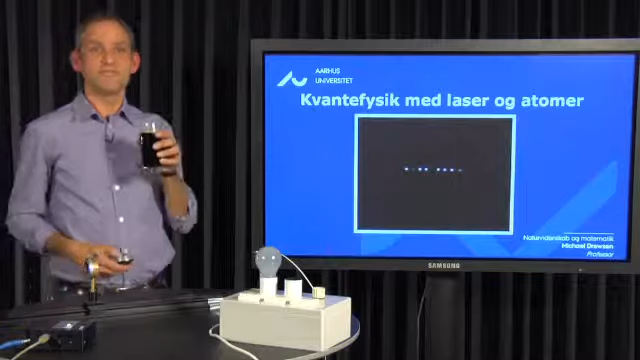 AARHUS
UNIVERSITET
Kvantefysik med laser og atomer
Naturvidenskab og matematik
Michael Drewsen
Professor
SAMSUNG